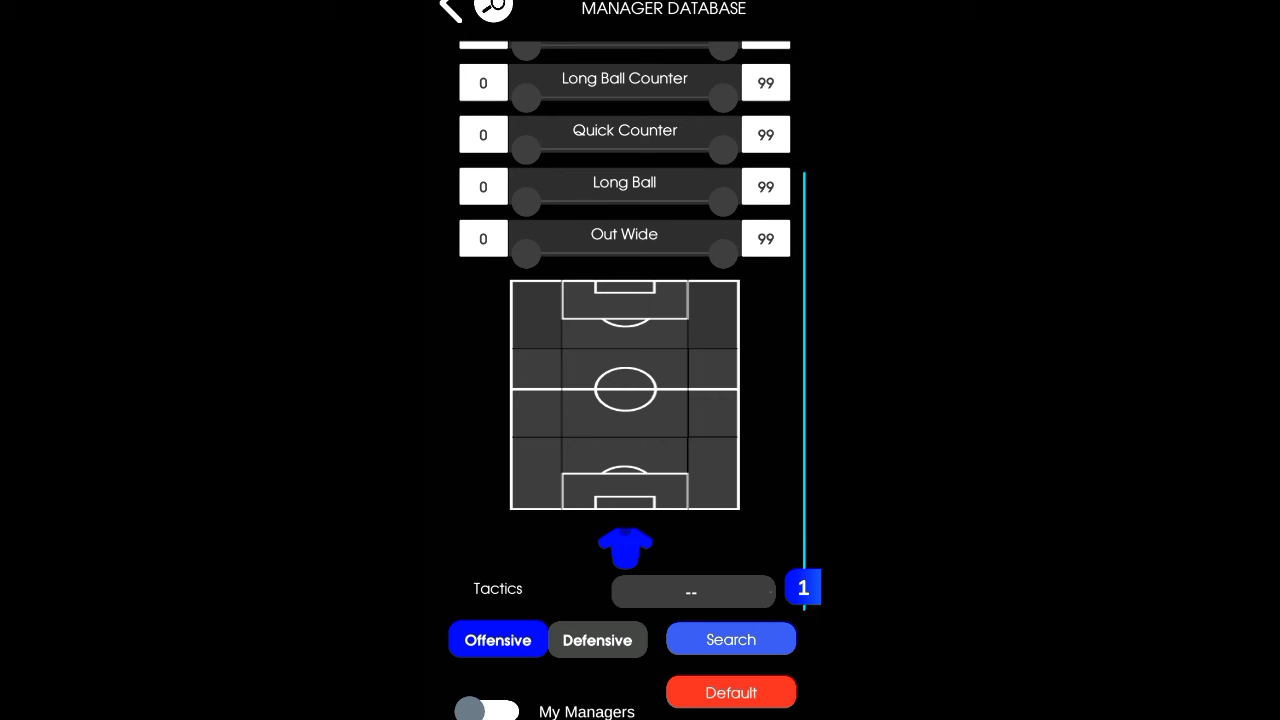 MANAGER DATABASE
0 Long Ball Counter 99
0 Quick Counter 99
0 Long Ball 99
0 Out Wide 99
Tactics -- 1
Offensive Defensive Search
Default
My Managers